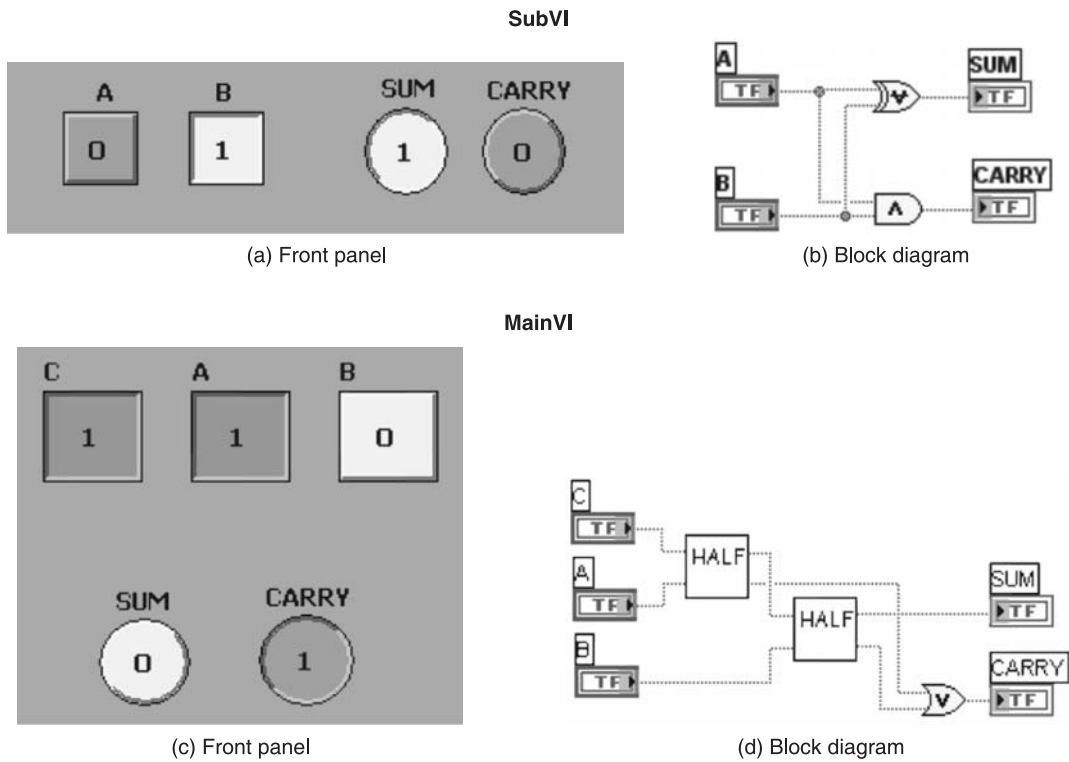 SubVI
A B SUM CARRY
0 1 1 0
(a) Front panel
A
TF
SUM
TF
V
B
TF
CARRY
TF
Λ
(b) Block diagram
MainVI
C A B
1 1 0
SUM CARRY
0 1
(c) Front panel
C
TF
HALF
A
TF
SUM
TF
HALF
B
TF
CARRY
TF
V
(d) Block diagram